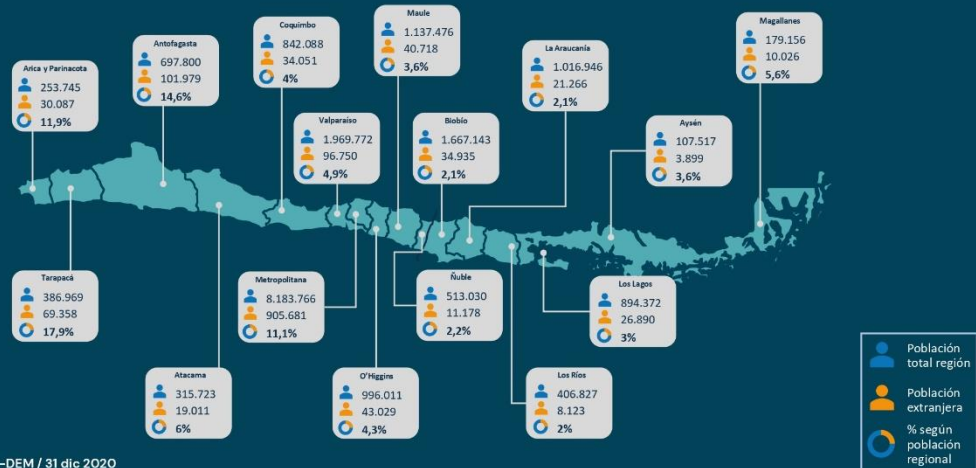 Arica y Parinacota
253.745
30.087
11,9%
Antofagasta
697.800
101.979
14,6%
Coquimbo
842.088
34.051
4%
Valparaíso
1.969.772
96.750
4,9%
Maule
1.137.476
40.718
3,6%
Biobío
1.667.143
34.935
2,1%
La Araucanía
1.016.946
21.266
2,1%
Aysén
107.517
3.899
3,6%
Magallanes
179.156
10.026
5,6%
Tarapacá
386.969
69.358
17,9%
Atacama
315.723
19.011
6%
Metropolitana
8.183.766
905.681
11,1%
O'Higgins
996.011
43.029
4,3%
Ñuble
513.030
11.178
2,2%
Los Ríos
406.827
8.123
2%
Los Lagos
894.372
26.890
3%
Población
total región
Población
extranjera
% según
población
regional
-DEM / 31 dic 2020